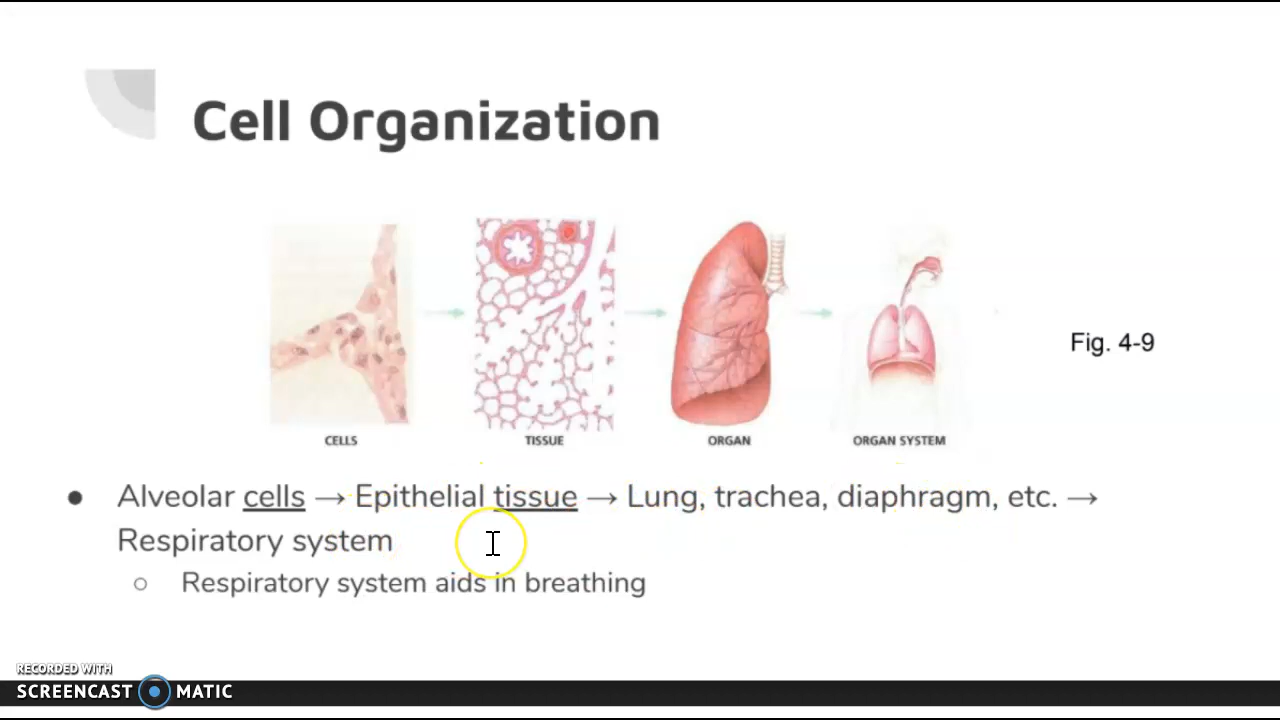 Cell Organization
CELLS
TISSUE
ORGAN
ORGAN SYSTEM
Fig. 4-9
● Alveolar cells → Epithelial tissue → Lung, trachea, diaphragm, etc. →
Respiratory system
○ Respiratory system aids in breathing
RECORDED WITH
SCREENCAST MATIC